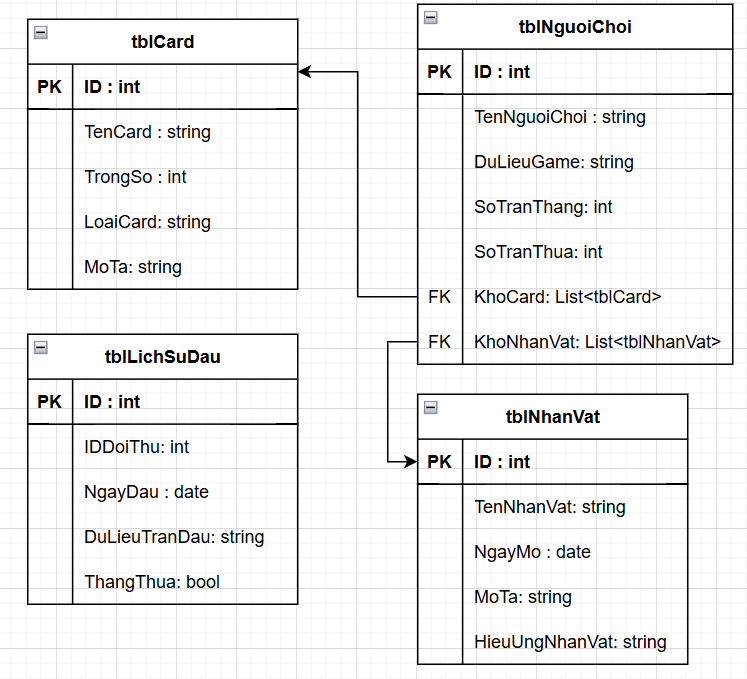 tblCard
PK ID : int
TenCard : string
TrongSo : int
LoaiCard: string
MoTa: string
tblNguoiChoi
PK ID : int
TenNguoiChoi : string
DuLieuGame: string
SoTranThang: int
SoTranThua: int
FK KhoCard: List<tblCard>
FK KhoNhanVat: List<tblNhanVat>
tblLichSuDau
PK ID : int
IDDoiThu: int
NgayDau : date
DuLieuTranDau: string
ThangThua: bool
tblNhanVat
PK ID : int
TenNhanVat: string
NgayMo : date
MoTa: string
HieuUngNhanVat: string